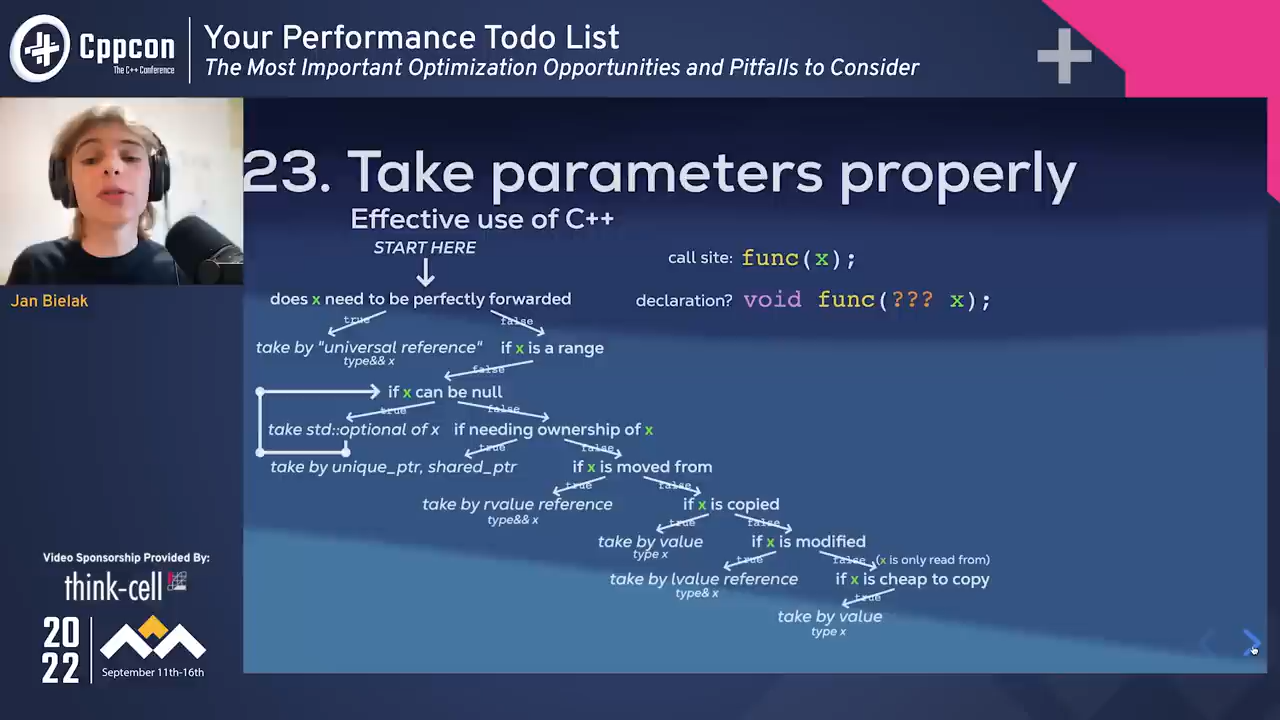 Cppcon
The C++ Conference
Your Performance Todo List
The Most Important Optimization Opportunities and Pitfalls to Consider
Jan Bielak
Video Sponsorship Provided By:
think-cell
20
22
September 11th-16th
23. Take parameters properly
Effective use of C++
START HERE
call site: func(x);
declaration? void func(??? x);
does x need to be perfectly forwarded
true false
take by "universal reference" if x is a range
type&& x
false
if x can be null
true false
take std::optional of x if needing ownership of x
true false
take by unique_ptr, shared_ptr if x is moved from
true false
take by rvalue reference if x is copied
type&& x
true false
take by value if x is modified
type x
true false (x is only read from)
take by lvalue reference if x is cheap to copy
type& x
true
take by value
type x